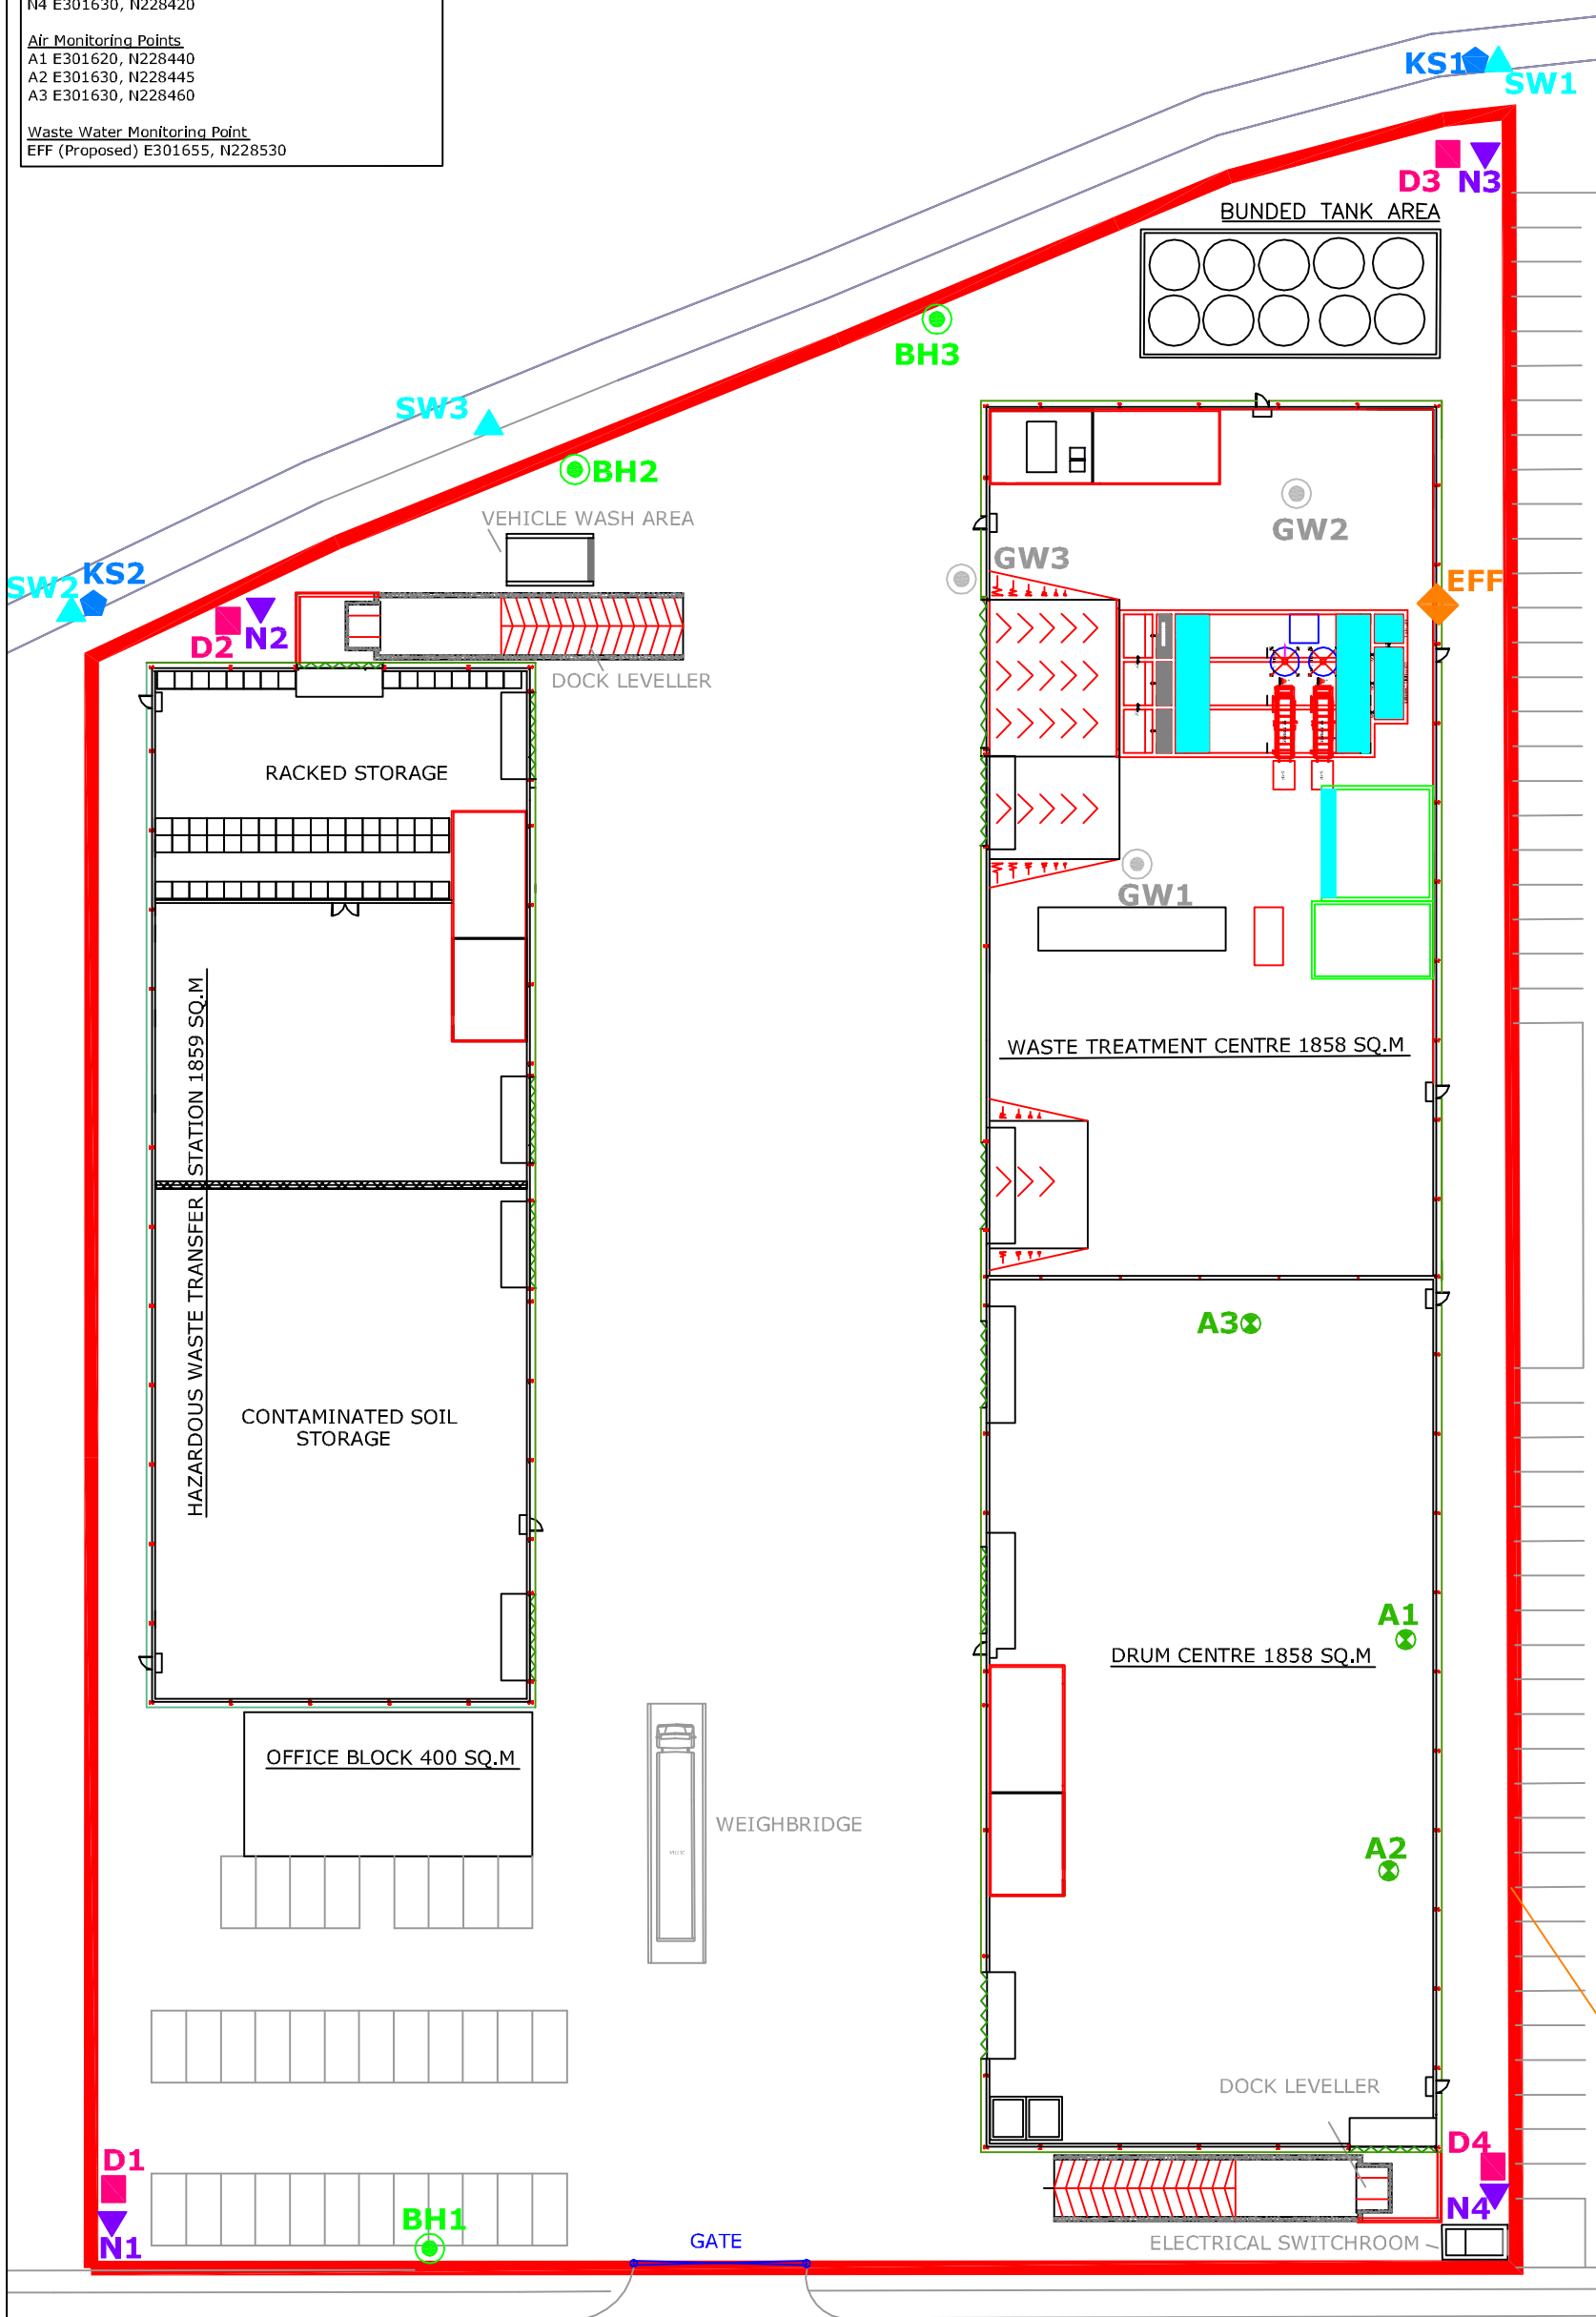 N4 E301630, N228420
Air Monitoring Points
A1 E301620, N228440
A2 E301630, N228445
A3 E301630, N228460
Waste Water Monitoring Point
EFF (Proposed) E301655, N228530
KS1
SW1
D3
N3
BUNDED TANK AREA
BH3
SW3
BH2
VEHICLE WASH AREA
GW2
GW3
EFF
SW2
KS2
D2
N2
DOCK LEVELLER
RACKED STORAGE
GW1
WASTE TREATMENT CENTRE 1858 SQ.M
HAZARDOUS WASTE TRANSFER STATION 1859 SQ.M
A3
CONTAMINATED SOIL
STORAGE
A1
DRUM CENTRE 1858 SQ.M
OFFICE BLOCK 400 SQ.M
WEIGHBRIDGE
A2
DOCK LEVELLER
D1
D4
N1
BH1
N4
GATE
ELECTRICAL SWITCHROOM